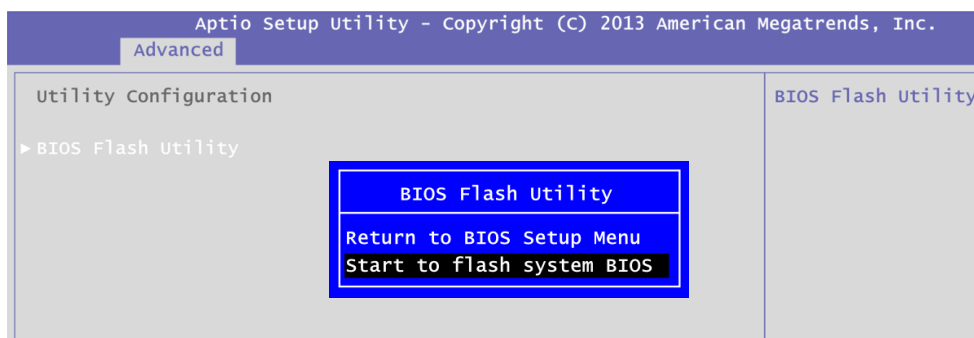 Aptio Setup Utility - Copyright (C) 2013 American Megatrends, Inc.
Advanced
Utility Configuration
BIOS Flash Utility
BIOS Flash Utility
BIOS Flash Utility
Return to BIOS Setup Menu
Start to flash system BIOS